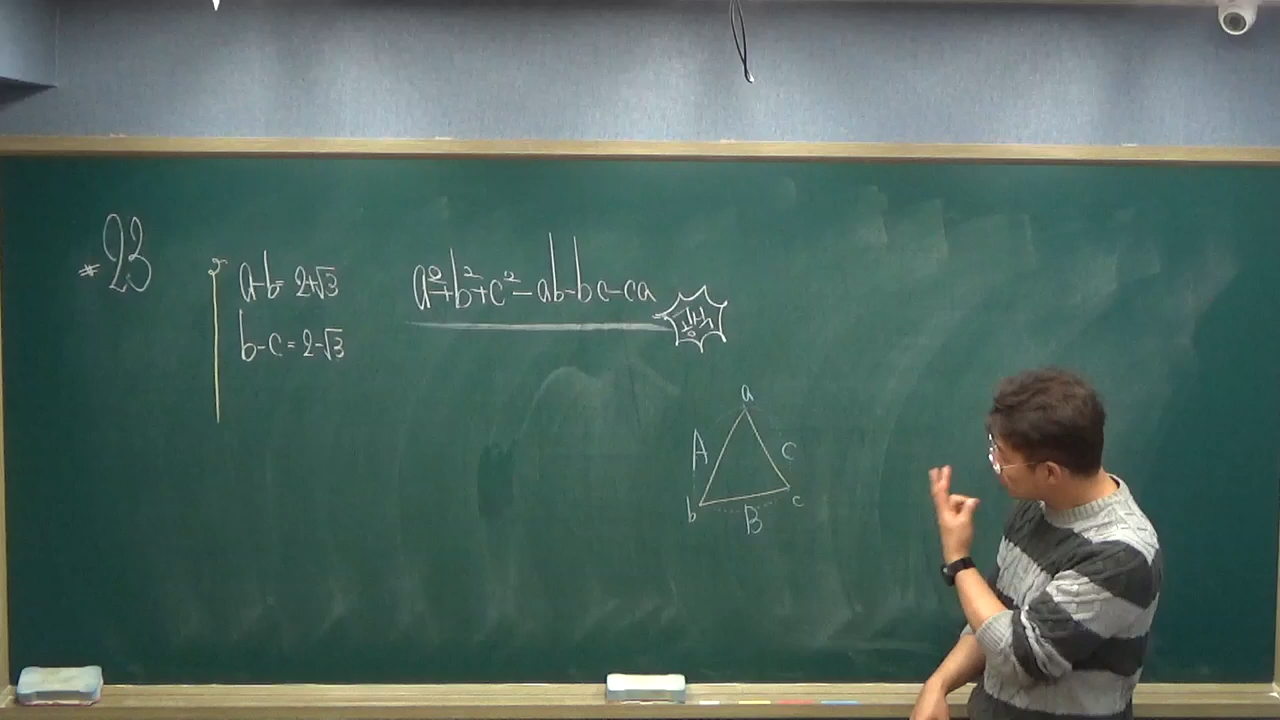 * 23
a-b= 2+√3
b-c= 2-√3
a²+b²+c²-ab-bc-ca
a
A
C
b
B
c